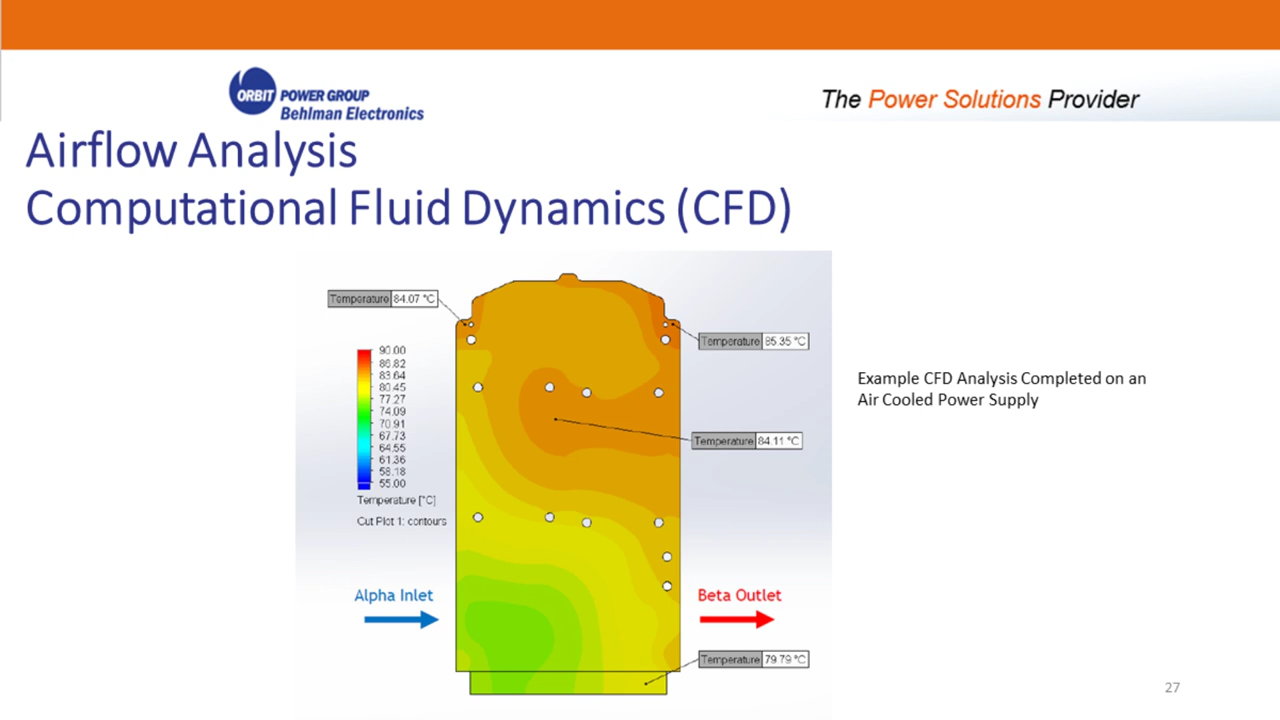 ORBIT POWER GROUP
Behlman Electronics
The Power Solutions Provider
Airflow Analysis
Computational Fluid Dynamics (CFD)
Temperature 84.07 °C
Temperature 85.35 °C
90.00
86.82
83.64
80.45
77.27
74.09
70.91
67.73
64.55
61.36
58.18
55.00
Temperature [°C]
Cut Plot 1: contours
Example CFD Analysis Completed on an
Air Cooled Power Supply
Temperature 84.11 °C
Alpha Inlet
Beta Outlet
Temperature 79.79 °C
27